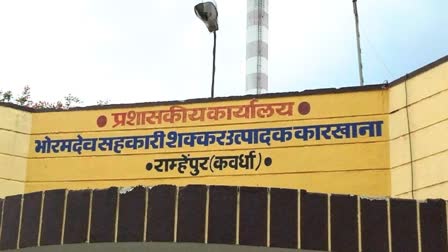 ● प्रशासकीय कार्यालय ●
भोरमदेव सहकारी शक्कर उत्पादक कारखाना
● राम्हेंपुर (कवर्धा) ●